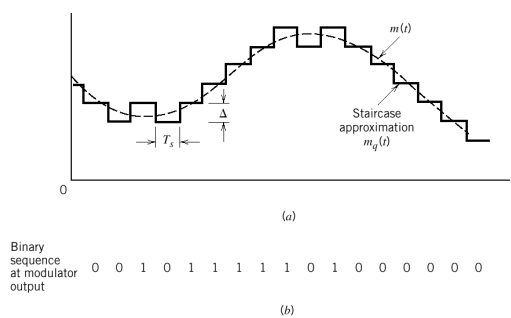 m(t)
Δ
Staircase
approximation
T_s
m_q(t)
0
(a)
Binary
sequence
at modulator
output
0 0 1 0 1 1 1 1 1 0 1 0 0 0 0 0 0
(b)